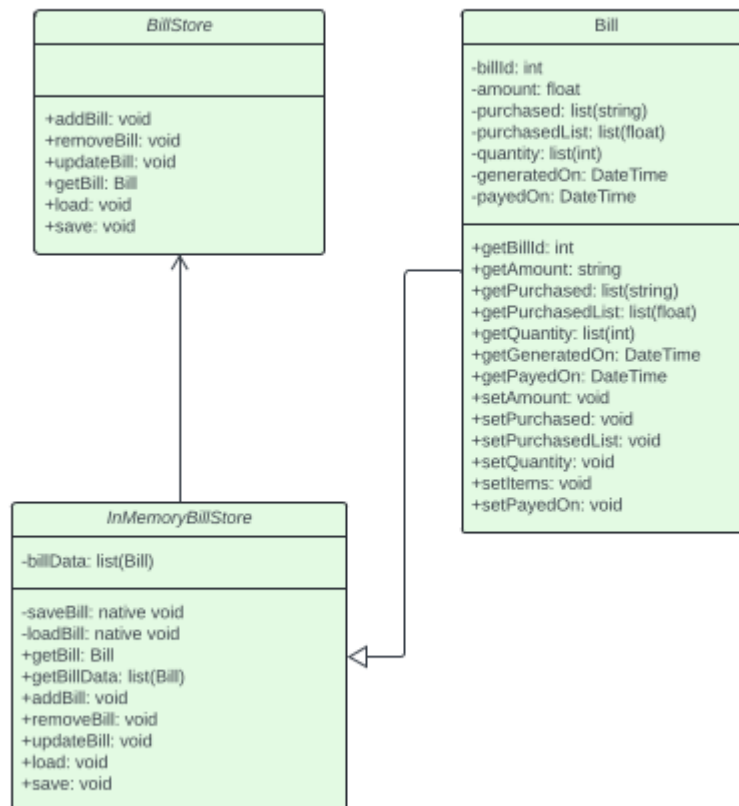 BillStore
+addBill: void
+removeBill: void
+updateBill: void
+getBill: Bill
+load: void
+save: void
Bill
-billId: int
-amount: float
-purchased: list(string)
-purchasedList: list(float)
-quantity: list(int)
-generatedOn: DateTime
-payedOn: DateTime
+getBillId: int
+getAmount: string
+getPurchased: list(string)
+getPurchasedList: list(float)
+getQuantity: list(int)
+getGeneratedOn: DateTime
+getPayedOn: DateTime
+setAmount: void
+setPurchased: void
+setPurchasedList: void
+setQuantity: void
+setItems: void
+setPayedOn: void
InMemoryBillStore
-billData: list(Bill)
-saveBill: native void
-loadBill: native void
+getBill: Bill
+getBillData: list(Bill)
+addBill: void
+removeBill: void
+updateBill: void
+load: void
+save: void